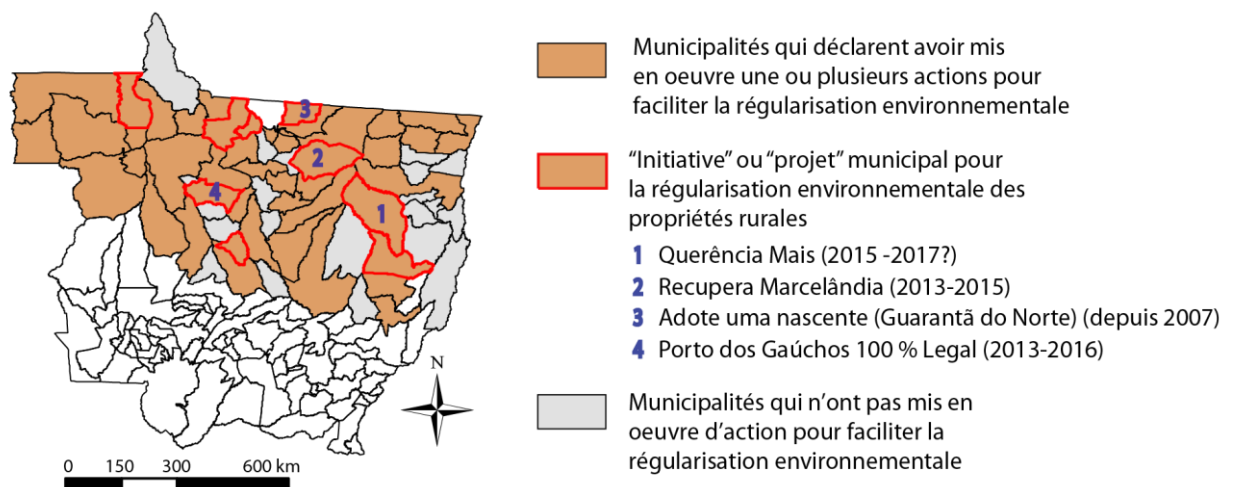 Municipalités qui déclarent avoir mis
en oeuvre une ou plusieurs actions pour
faciliter la régularisation environnementale
"Initiative" ou "projet" municipal pour
la régularisation environnementale des
propriétés rurales
1 Querência Mais (2015 -2017?)
2 Recupera Marcelândia (2013-2015)
3 Adote uma nascente (Guarantã do Norte) (depuis 2007)
4 Porto dos Gaúchos 100 % Legal (2013-2016)
Municipalités qui n'ont pas mis en
oeuvre d'action pour faciliter la
régularisation environnementale
3
2
4
1
N
0 150 300 600 km